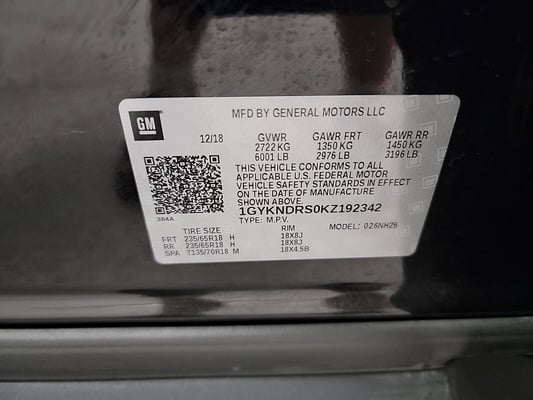 MFD BY GENERAL MOTORS LLC
GM
12/18 GVWR GAWR FRT GAWR RR
2722 KG 1350 KG 1450 KG
6001 LB 2976 LB 3196 LB
THIS VEHICLE CONFORMS TO ALL
APPLICABLE U.S. FEDERAL MOTOR
VEHICLE SAFETY STANDARDS IN EFFECT
ON THE DATE OF MANUFACTURE
SHOWN ABOVE.
1GYKNDRS0KZ192342
384A TYPE: M.P.V. MODEL: 026NH26
TIRE SIZE RIM
FRT 235/65R18 H 18X8J
RR 235/65R18 H 18X8J
SPA T135/70R18 M 18X4.5B